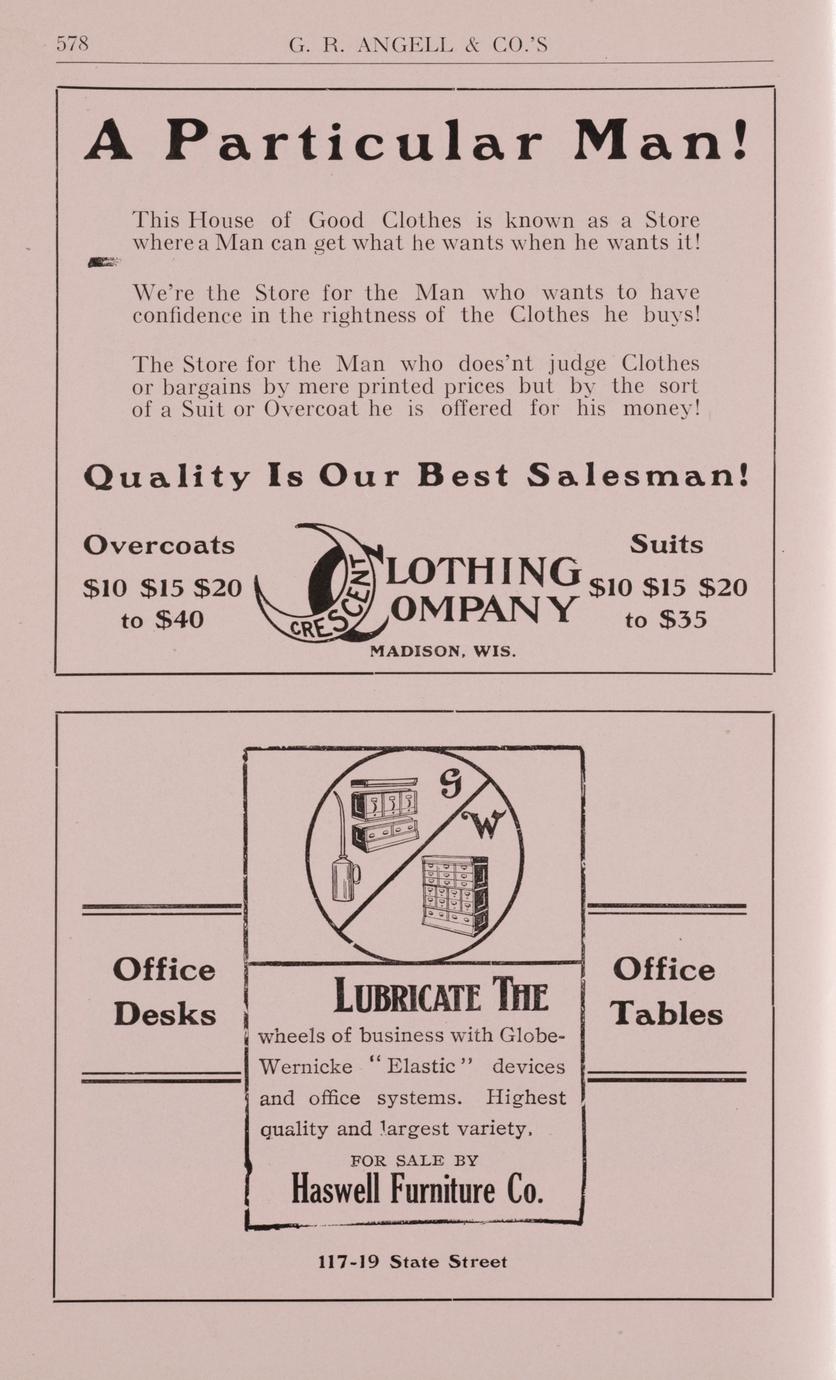 578
G. R. ANGELL & CO.'S
A Particular Man!
This House of Good Clothes is known as a Store
where a Man can get what he wants when he wants it!
We're the Store for the Man who wants to have
confidence in the rightness of the Clothes he buys!
The Store for the Man who does'nt judge Clothes
or bargains by mere printed prices but by the sort
of a Suit or Overcoat he is offered for his money!
Quality Is Our Best Salesman!
Overcoats
$10 $15 $20
to $40
CRESCENT
CLOTHING
COMPANY
MADISON, WIS.
Suits
$10 $15 $20
to $35
G
W
Office
Desks
LUBRICATE THE
wheels of business with Globe-
Wernicke "Elastic" devices
and office systems. Highest
quality and largest variety.
FOR SALE BY
Haswell Furniture Co.
Office
Tables
117-19 State Street